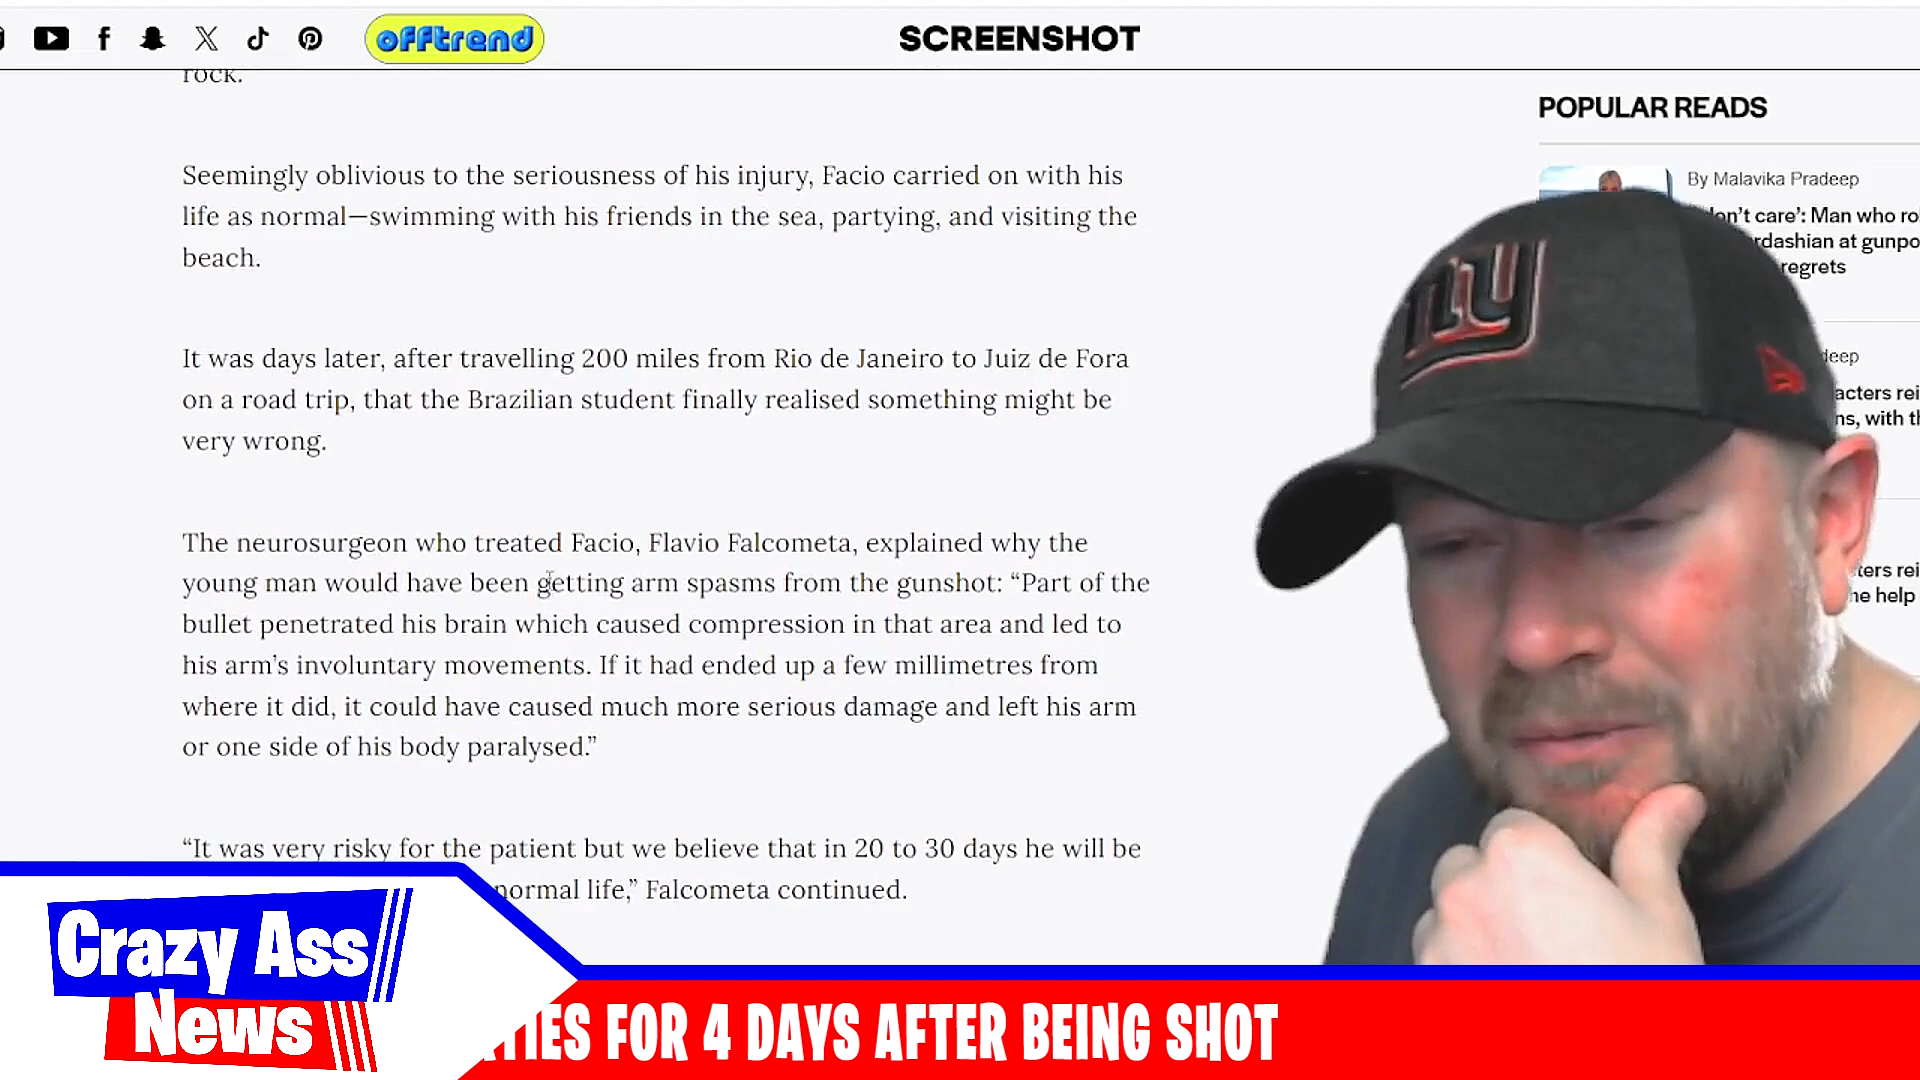 offtrend
SCREENSHOT
rock.
Seemingly oblivious to the seriousness of his injury, Facio carried on with his
life as normal—swimming with his friends in the sea, partying, and visiting the
beach.
It was days later, after travelling 200 miles from Rio de Janeiro to Juiz de Fora
on a road trip, that the Brazilian student finally realised something might be
very wrong.
The neurosurgeon who treated Facio, Flavio Falcometa, explained why the
young man would have been getting arm spasms from the gunshot: “Part of the
bullet penetrated his brain which caused compression in that area and led to
his arm’s involuntary movements. If it had ended up a few millimetres from
where it did, it could have caused much more serious damage and left his arm
or one side of his body paralysed.”
“It was very risky for the patient but we believe that in 20 to 30 days he will be
normal life,” Falcometa continued.
POPULAR READS
By Malavika Pradeep
care’: Man who
at
regrets
with
help
ny
Crazy Ass
News
FOR 4 DAYS AFTER BEING SHOT